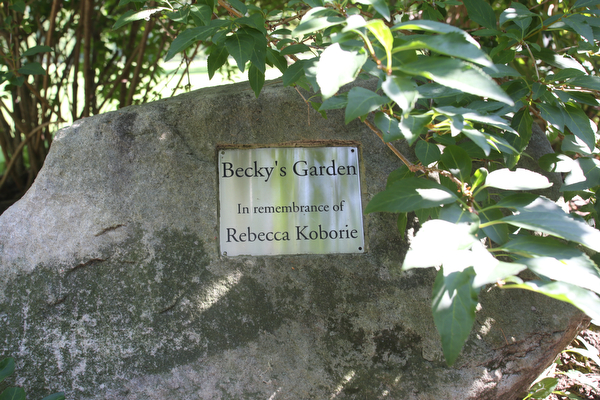 Becky's Garden
In remembrance of
Rebecca Koborie